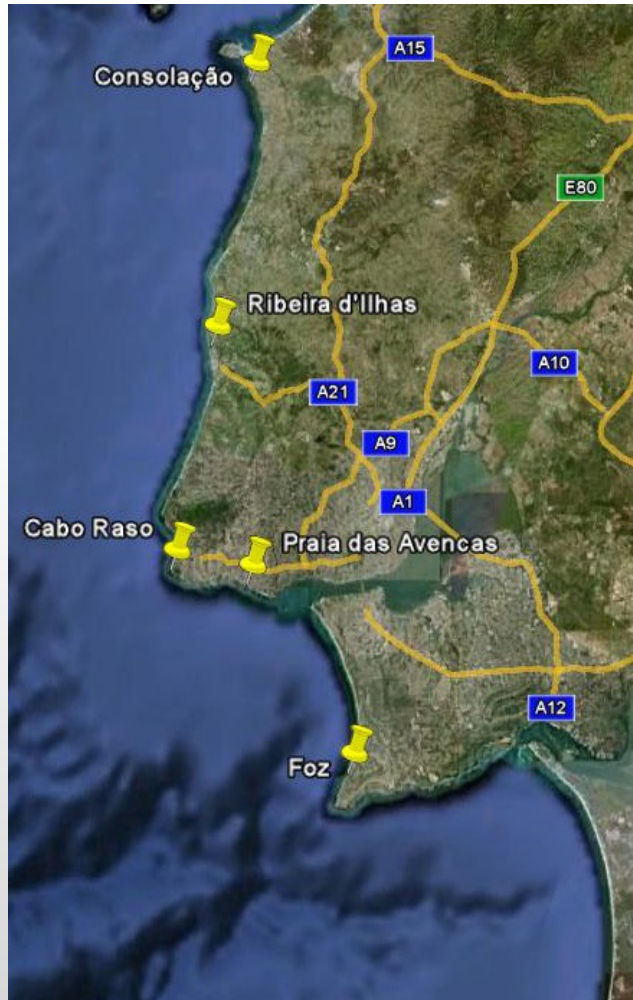 A15
Consolação
E80
Ribeira d'Ilhas
A10
A21
A9
A1
Cabo Raso
Praia das Avencas
A12
Foz